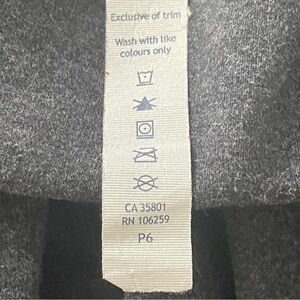 Exclusive of trim
Wash with like
colours only
CA 35801
RN 106259
P6